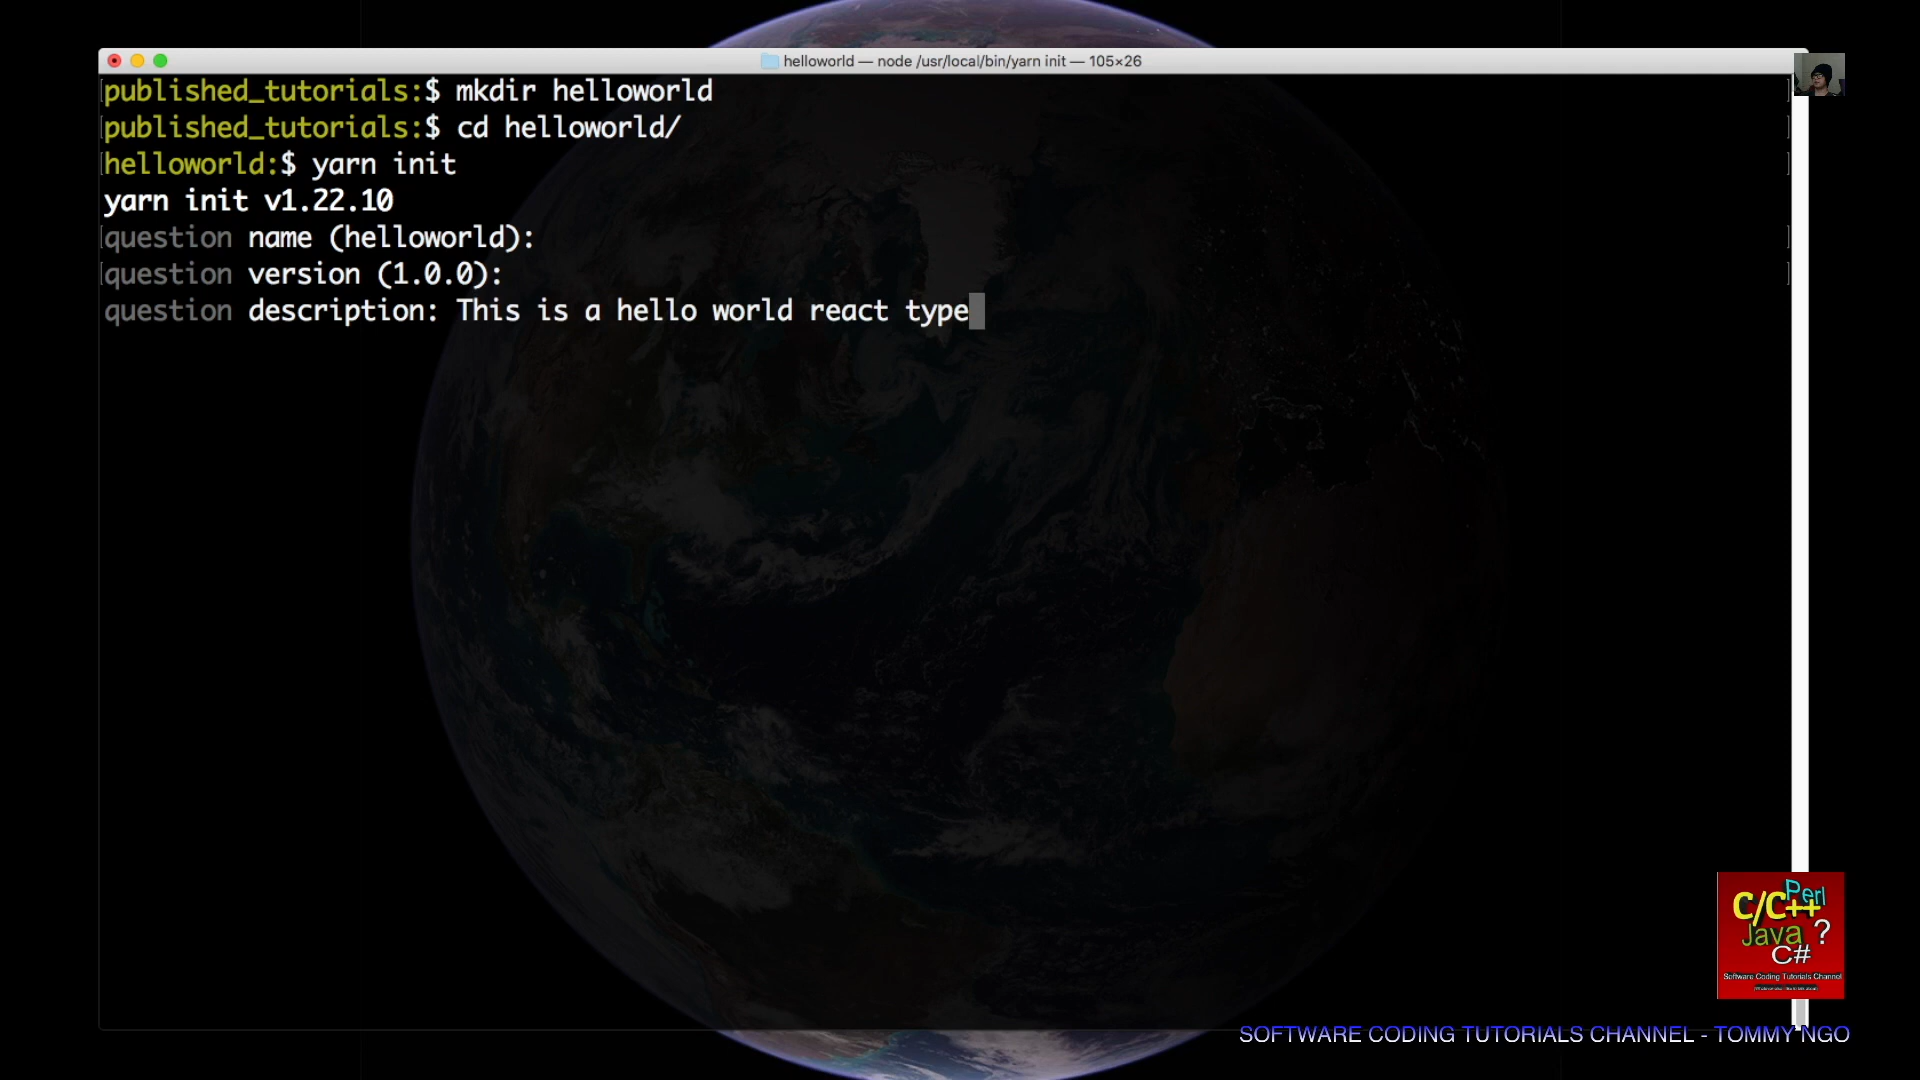 helloworld — node /usr/local/bin/yarn init — 105×26
published_tutorials:$ mkdir helloworld
published_tutorials:$ cd helloworld/
helloworld:$ yarn init
yarn init v1.22.10
question name (helloworld):
question version (1.0.0):
question description: This is a hello world react type
Perl
C/C++
Java ?
C#
Software Coding Tutorials Channel
SOFTWARE CODING TUTORIALS CHANNEL - TOMMY NGO